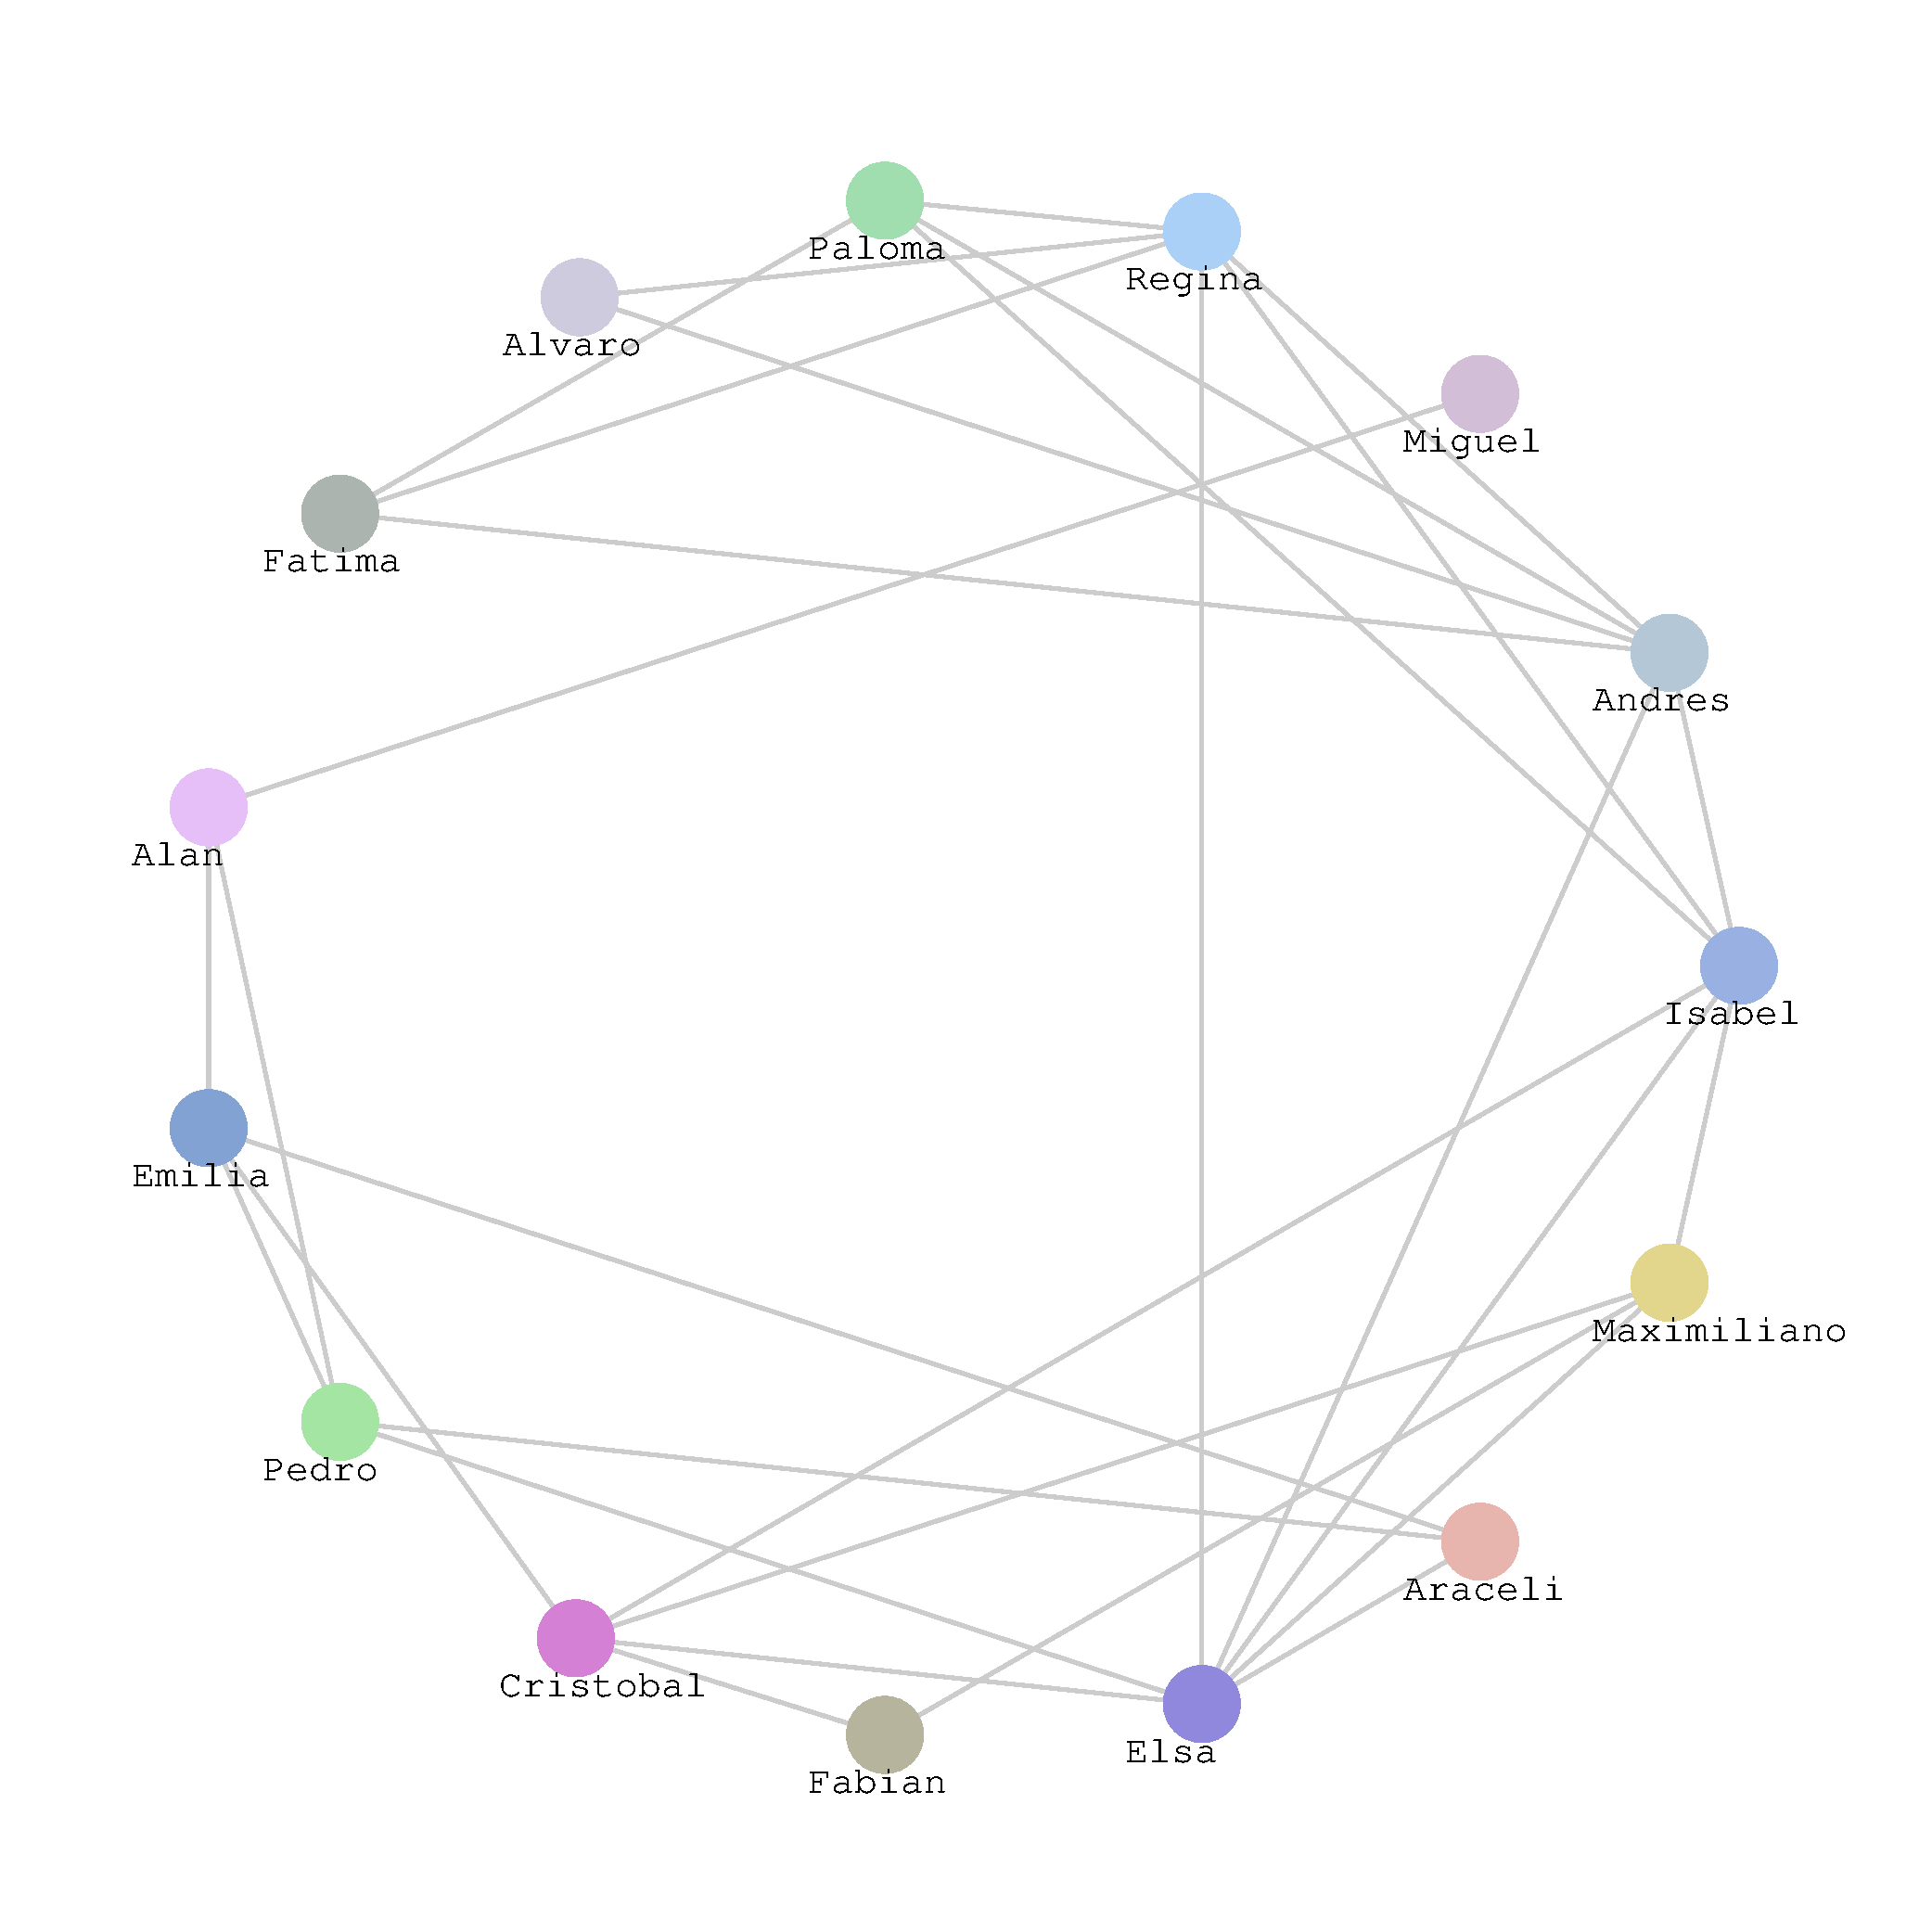 Paloma
Regina
Alvaro
Miguel
Fatima
Andres
Alan
Isabel
Emilia
Maximiliano
Pedro
Araceli
Cristobal
Elsa
Fabian